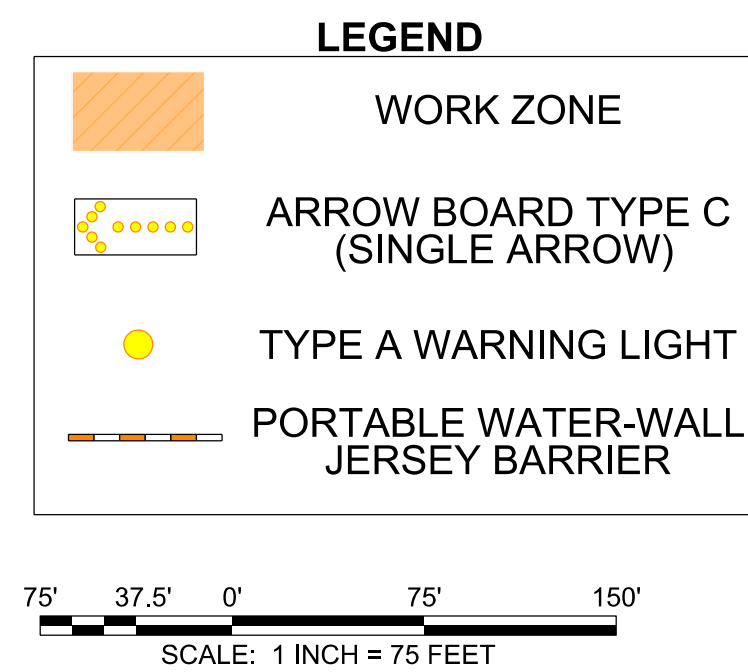 LEGEND
WORK ZONE
ARROW BOARD TYPE C
(SINGLE ARROW)
TYPE A WARNING LIGHT
PORTABLE WATER-WALL
JERSEY BARRIER
75' 37.5' 0' 75' 150'
SCALE: 1 INCH = 75 FEET